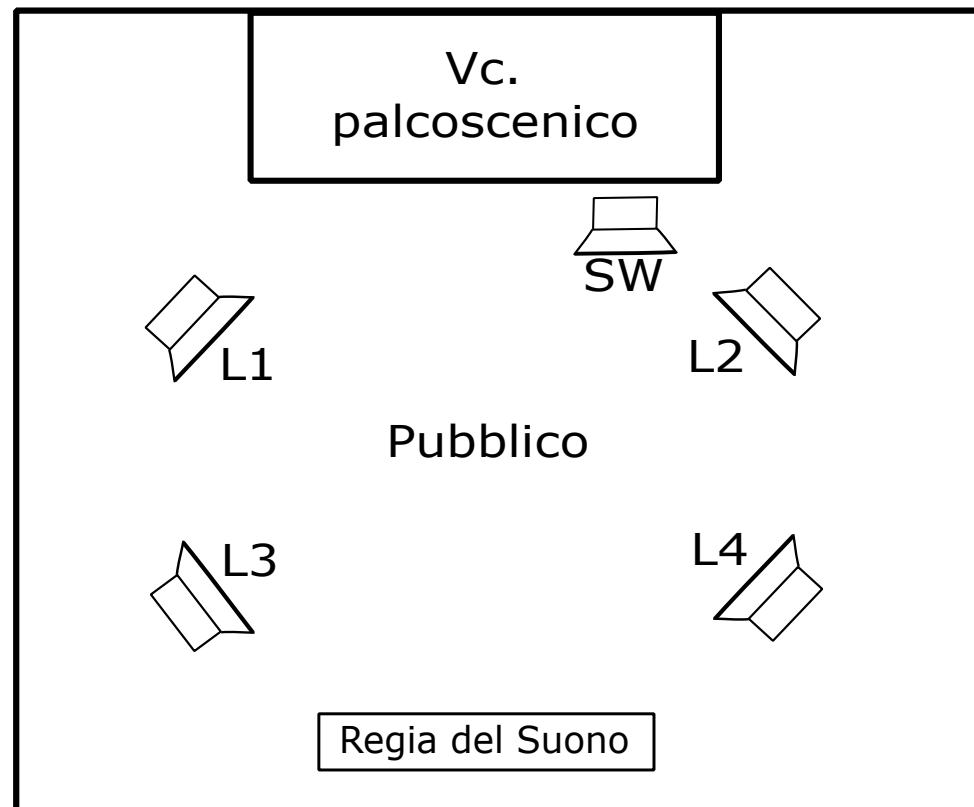 Vc.
palcoscenico
SW
L1
L2
Pubblico
L3
L4
Regia del Suono